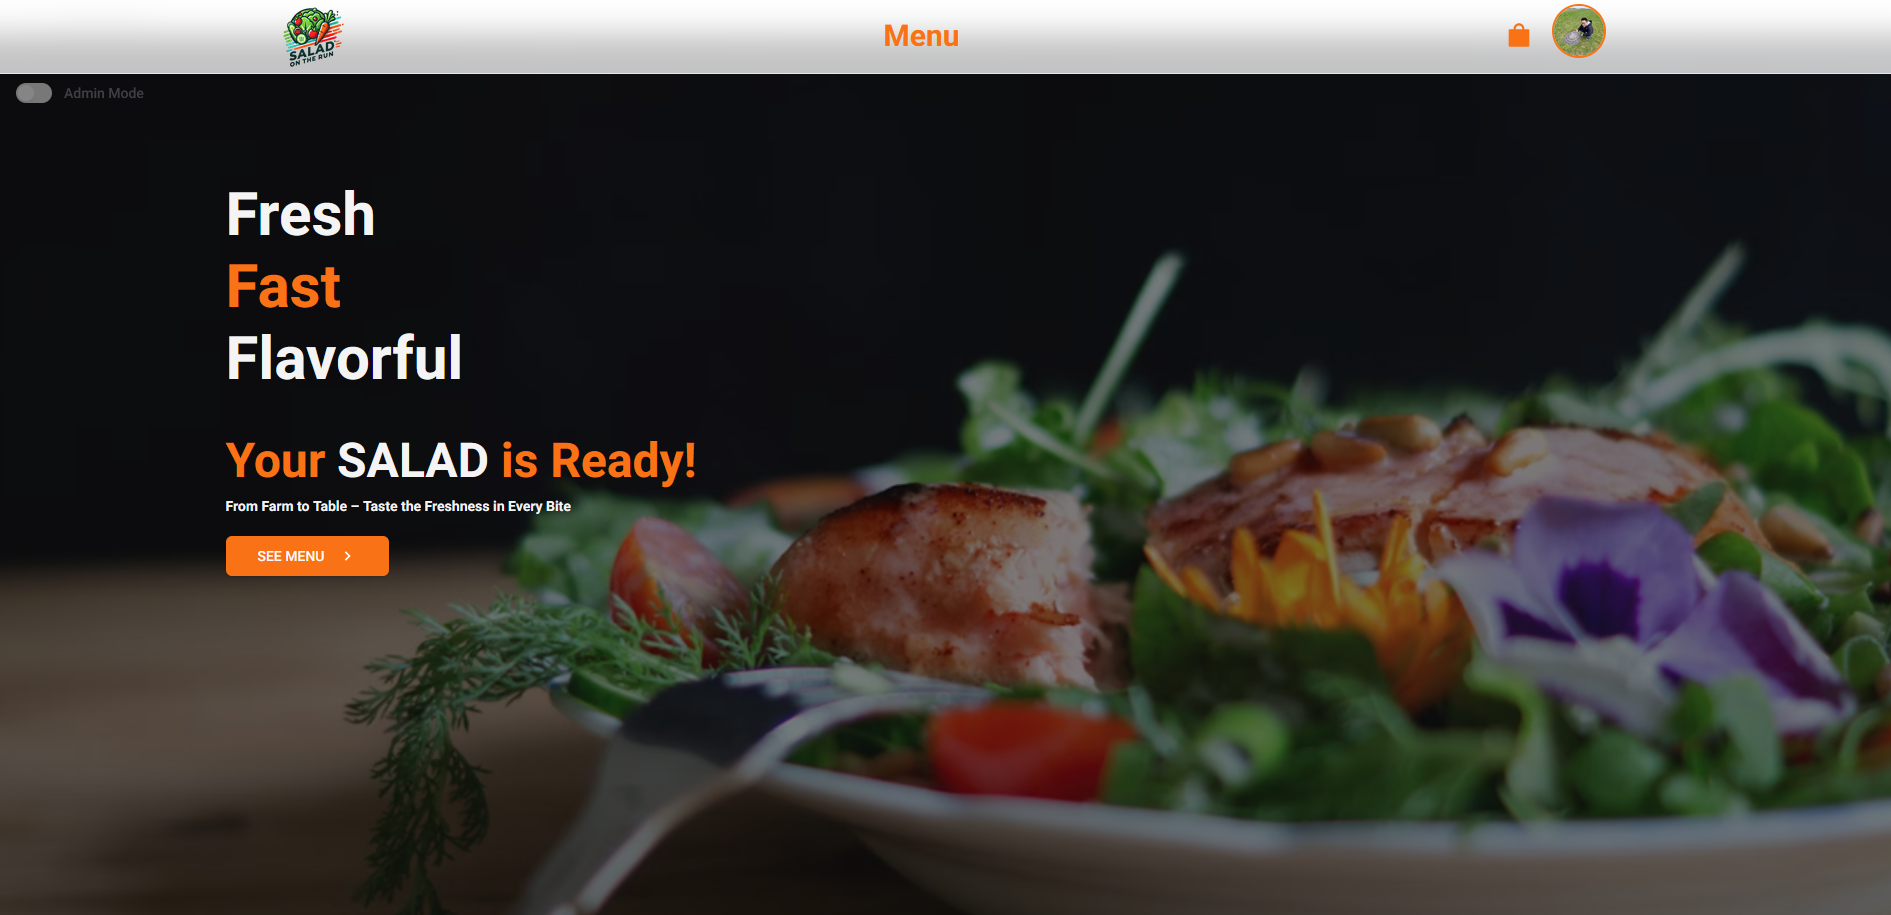 SALAD
ON THE RUN
Menu
Admin Mode
Fresh
Fast
Flavorful
Your SALAD is Ready!
From Farm to Table – Taste the Freshness in Every Bite
SEE MENU